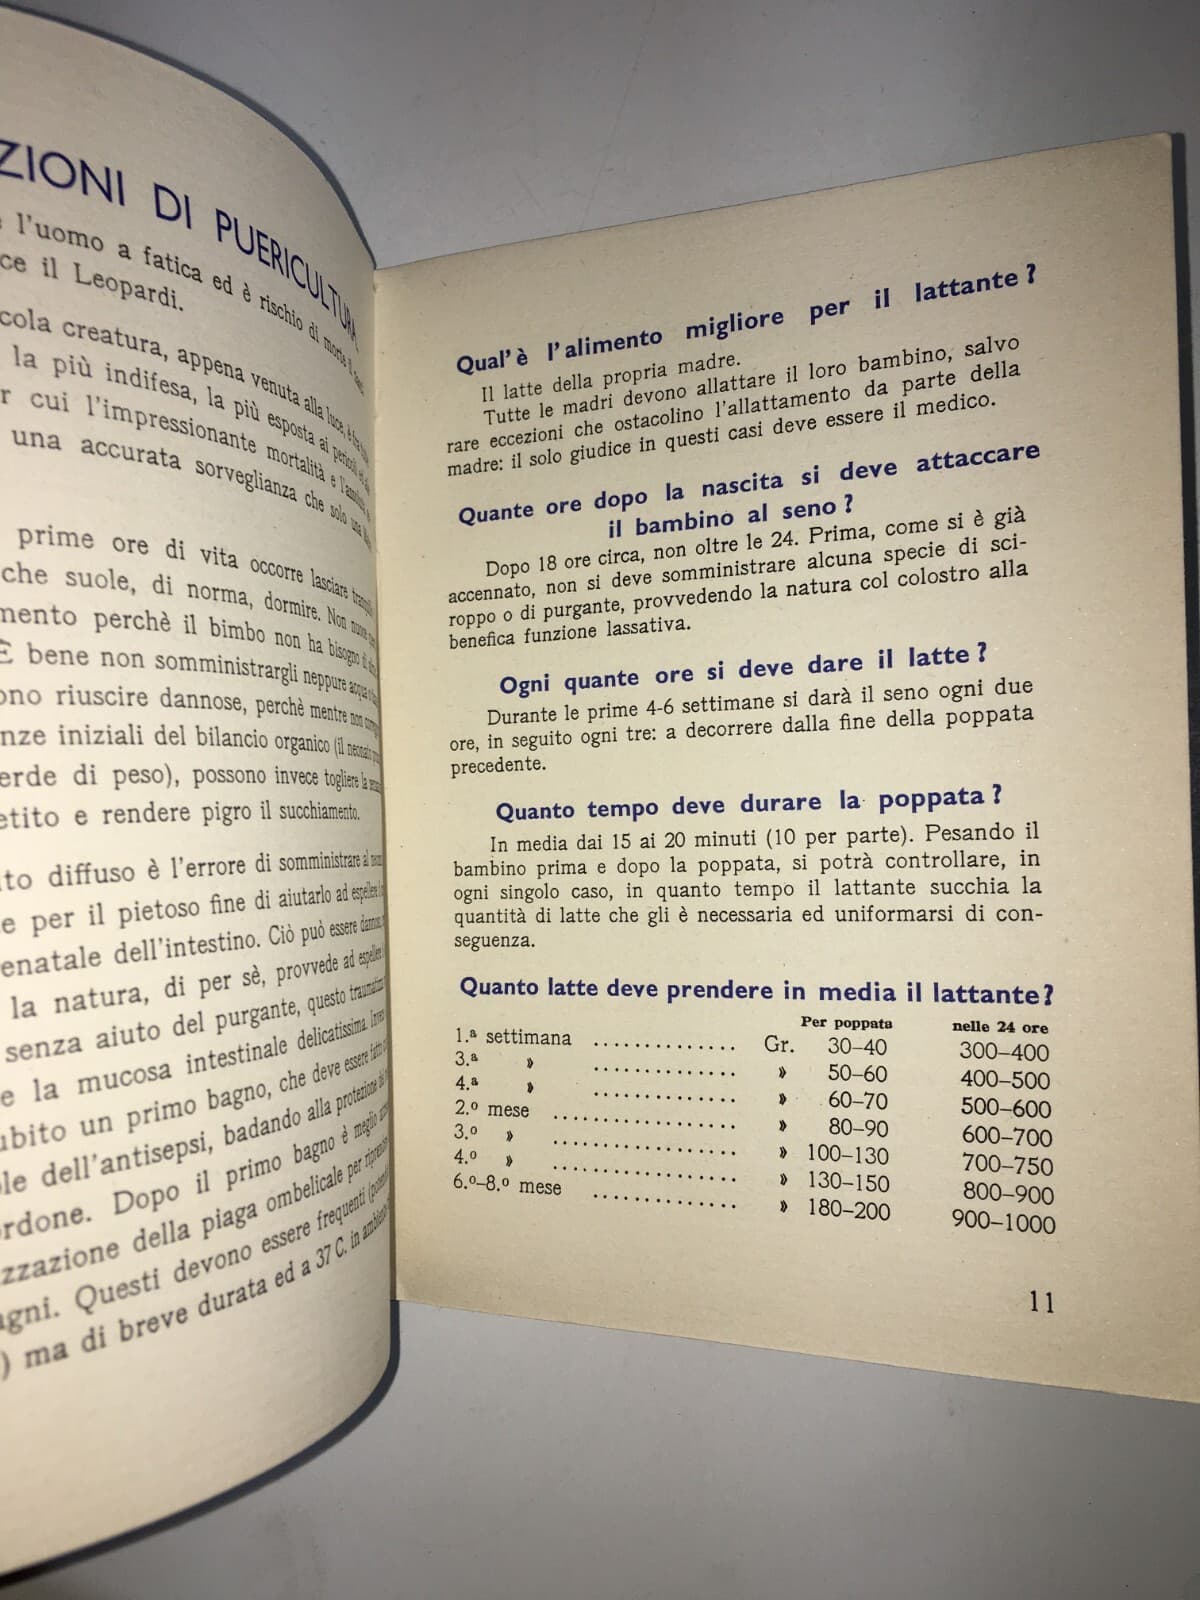 ZIONI DI PUERICULTURA
l'uomo a fatica ed è rischio di morte il
ce il Leopardi.
cola creatura, appena venuta alla luce, è
la più indifesa, la più esposta ai pericoli
r cui l'impressionante mortalità e
una accurata sorveglianza che solo una
prime ore di vita occorre lasciare
che suole, di norma, dormire. Non
mento perchè il bimbo non ha bisogno di
È bene non somministrargli neppure acqua
ono riuscire dannose, perchè mentre non
nze iniziali del bilancio organico (il neonato
erde di peso), possono invece togliere la
etito e rendere pigro il succhiamento.
to diffuso è l'errore di somministrare al
e per il pietoso fine di aiutarlo ad espellere
enatale dell'intestino. Ciò può essere
la natura, di per sè, provvede ad espellere
senza aiuto del purgante, questo
e la mucosa intestinale delicatissima.
ubito un primo bagno, che deve essere fatto
le dell'antisepsi, badando alla protezione
rdone. Dopo il primo bagno è meglio
zzazione della piaga ombelicale per
agni. Questi devono essere frequenti
) ma di breve durata ed a 37 C. in
Qual'è l'alimento migliore per il lattante?
Il latte della propria madre.
Tutte le madri devono allattare il loro bambino, salvo
rare eccezioni che ostacolino l'allattamento da parte della
madre: il solo giudice in questi casi deve essere il medico.
Quante ore dopo la nascita si deve attaccare
il bambino al seno?
Dopo 18 ore circa, non oltre le 24. Prima, come si è già
accennato, non si deve somministrare alcuna specie di sci-
roppo o di purgante, provvedendo la natura col colostro alla
benefica funzione lassativa.
Ogni quante ore si deve dare il latte?
Durante le prime 4-6 settimane si darà il seno ogni due
ore, in seguito ogni tre: a decorrere dalla fine della poppata
precedente.
Quanto tempo deve durare la poppata?
In media dai 15 ai 20 minuti (10 per parte). Pesando il
bambino prima e dopo la poppata, si potrà controllare, in
ogni singolo caso, in quanto tempo il lattante succhia la
quantità di latte che gli è necessaria ed uniformarsi di con-
seguenza.
Quanto latte deve prendere in media il lattante?
Per poppata nelle 24 ore
1.ª settimana .............. Gr. 30–40 300–400
3.ª » .............. » 50–60 400–500
4.ª » .............. » 60–70 500–600
2.º mese .................. » 80–90 600–700
3.º » .................. » 100–130 700–750
4.º » .................. » 130–150 800–900
6.º–8.º mese .............. » 180–200 900–1000
11